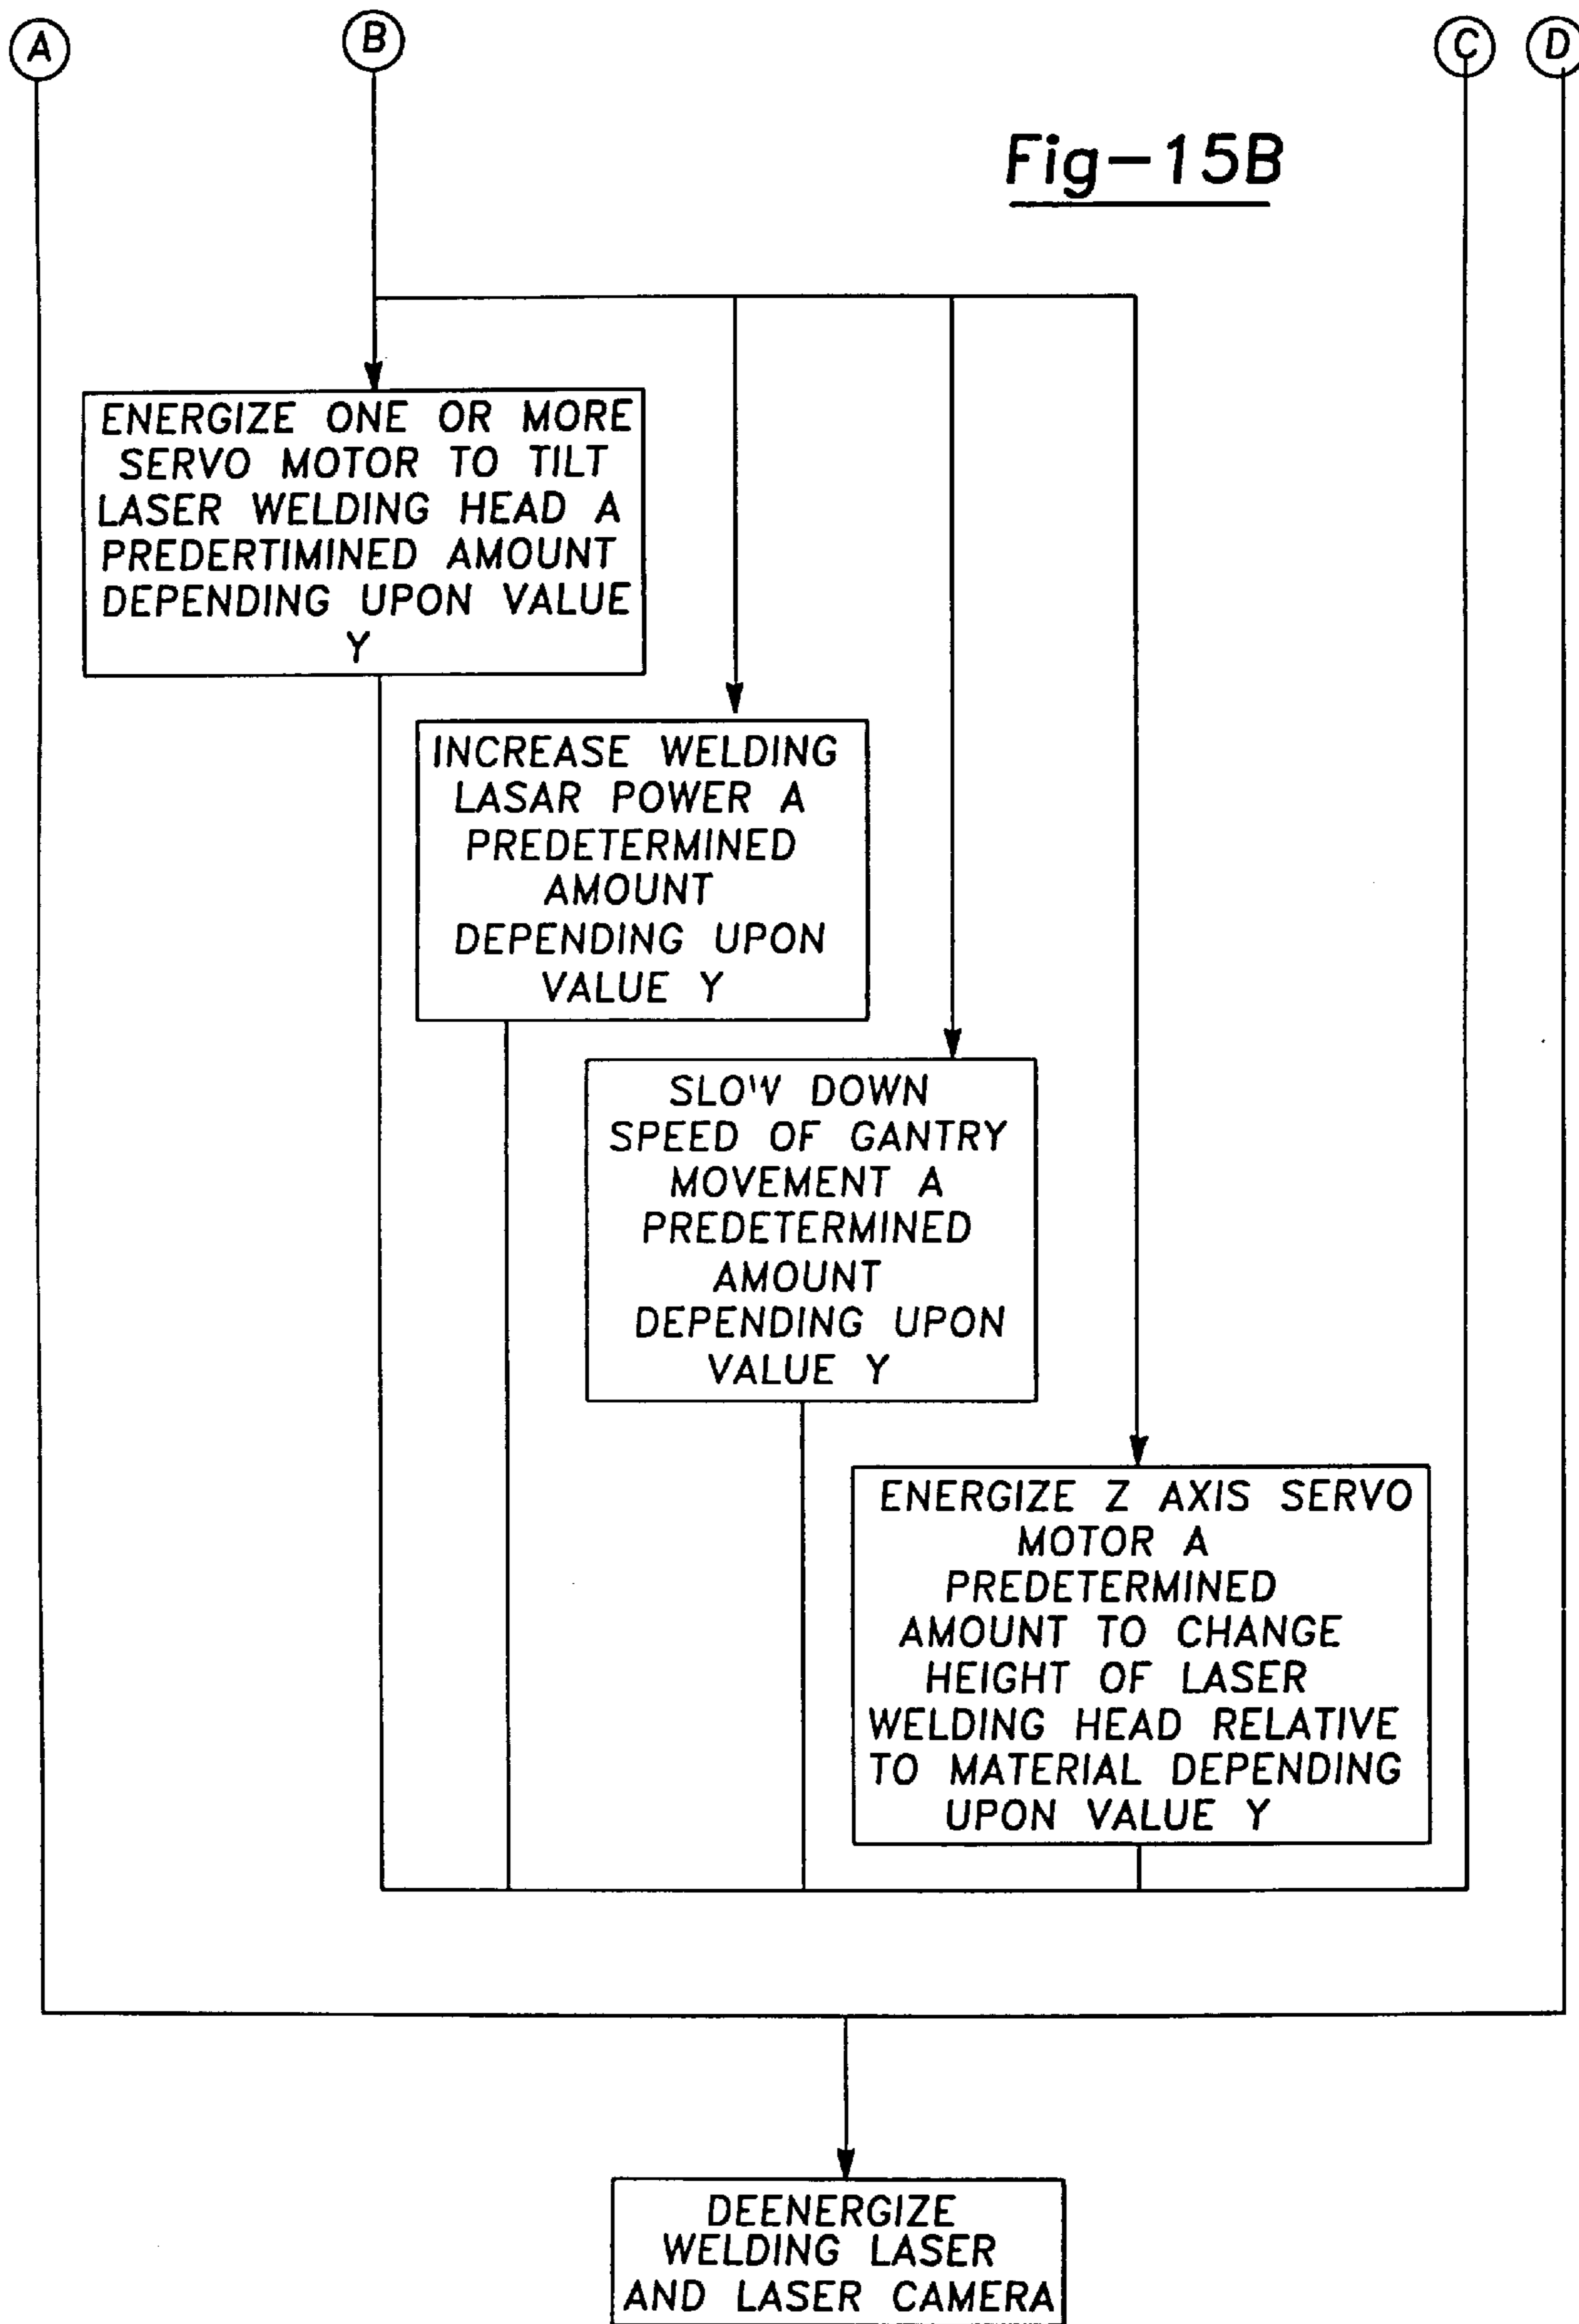 A
B
C
D
Fig-15B
ENERGIZE ONE OR MORE
SERVO MOTOR TO TILT
LASER WELDING HEAD A
PREDERTIMINED AMOUNT
DEPENDING UPON VALUE
Y
INCREASE WELDING
LASAR POWER A
PREDETERMINED
AMOUNT
DEPENDING UPON
VALUE Y
SLOW DOWN
SPEED OF GANTRY
MOVEMENT A
PREDETERMINED
AMOUNT
DEPENDING UPON
VALUE Y
ENERGIZE Z AXIS SERVO
MOTOR A
PREDETERMINED
AMOUNT TO CHANGE
HEIGHT OF LASER
WELDING HEAD RELATIVE
TO MATERIAL DEPENDING
UPON VALUE Y
DEENERGIZE
WELDING LASER
AND LASER CAMERA